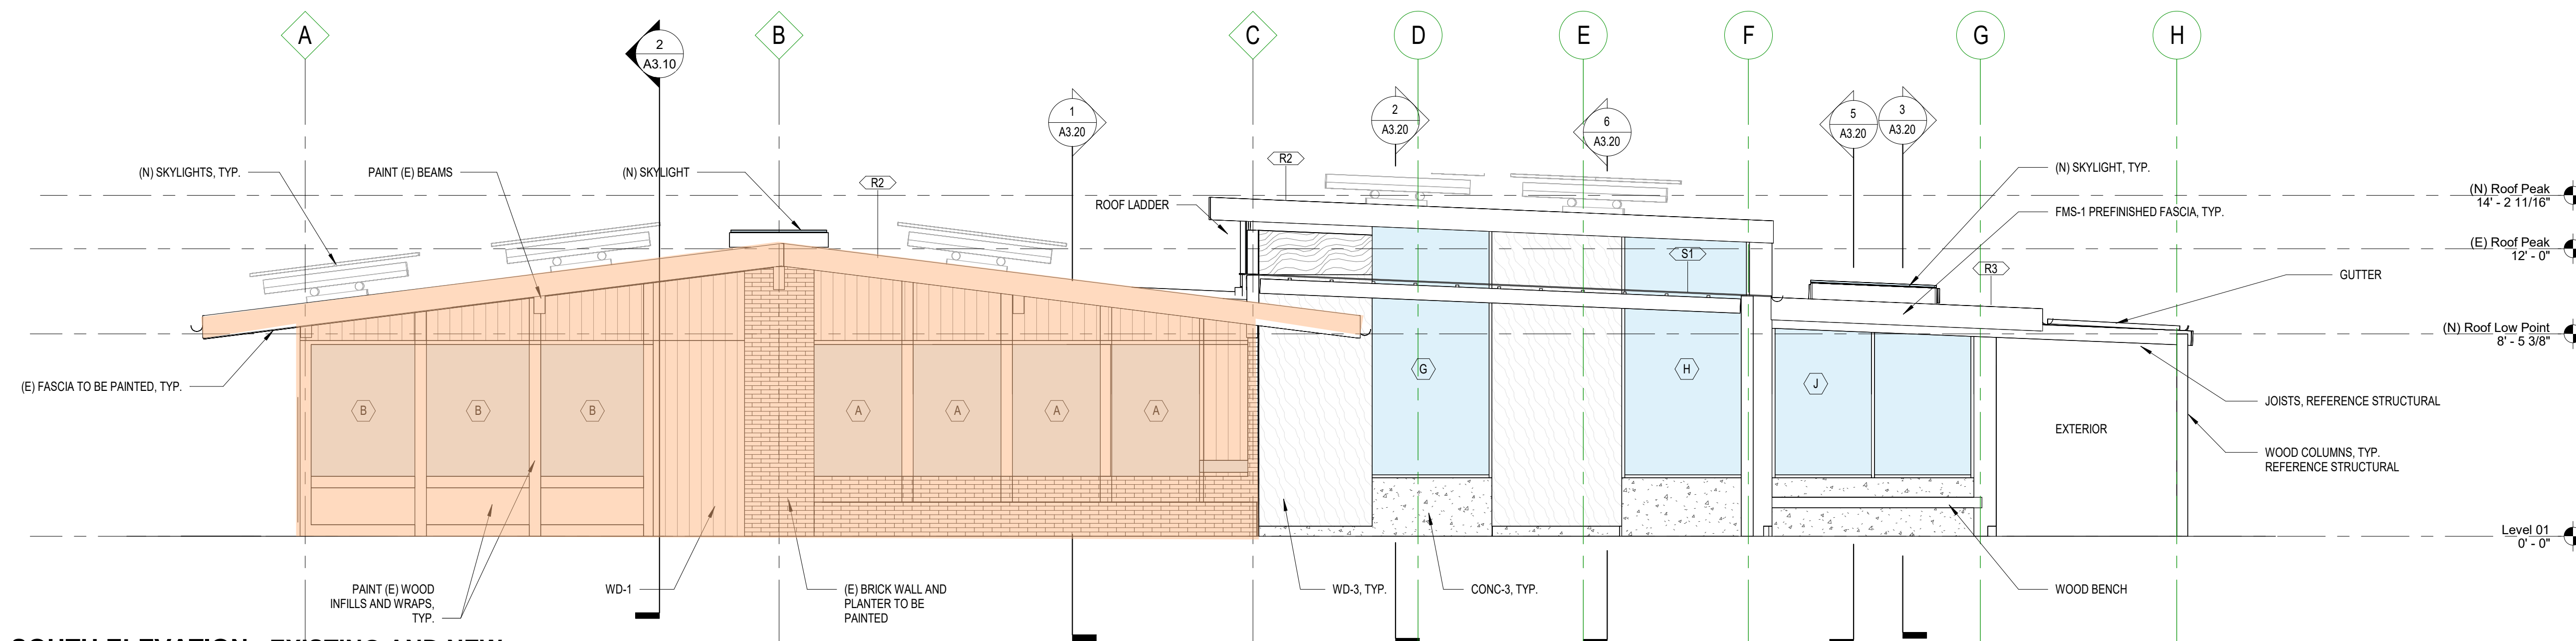 A
B
C
D
E
F
G
H
2
A3.10
1
A3.20
2
A3.20
6
A3.20
5
A3.20
3
A3.20
(N) SKYLIGHTS, TYP.
PAINT (E) BEAMS
(N) SKYLIGHT
R2
R2
ROOF LADDER
(N) SKYLIGHT, TYP.
FMS-1 PREFINISHED FASCIA, TYP.
S1
R3
GUTTER
(N) Roof Peak
14' - 2 11/16"
(E) Roof Peak
12' - 0"
(N) Roof Low Point
8' - 5 3/8"
(E) FASCIA TO BE PAINTED, TYP.
B
B
B
A
A
A
A
G
H
J
EXTERIOR
JOISTS, REFERENCE STRUCTURAL
WOOD COLUMNS, TYP.
REFERENCE STRUCTURAL
Level 01
0' - 0"
PAINT (E) WOOD
INFILLS AND WRAPS,
TYP.
WD-1
(E) BRICK WALL AND
PLANTER TO BE
PAINTED
WD-3, TYP.
CONC-3, TYP.
WOOD BENCH
SOUTH ELEVATION - EXISTING AND NEW